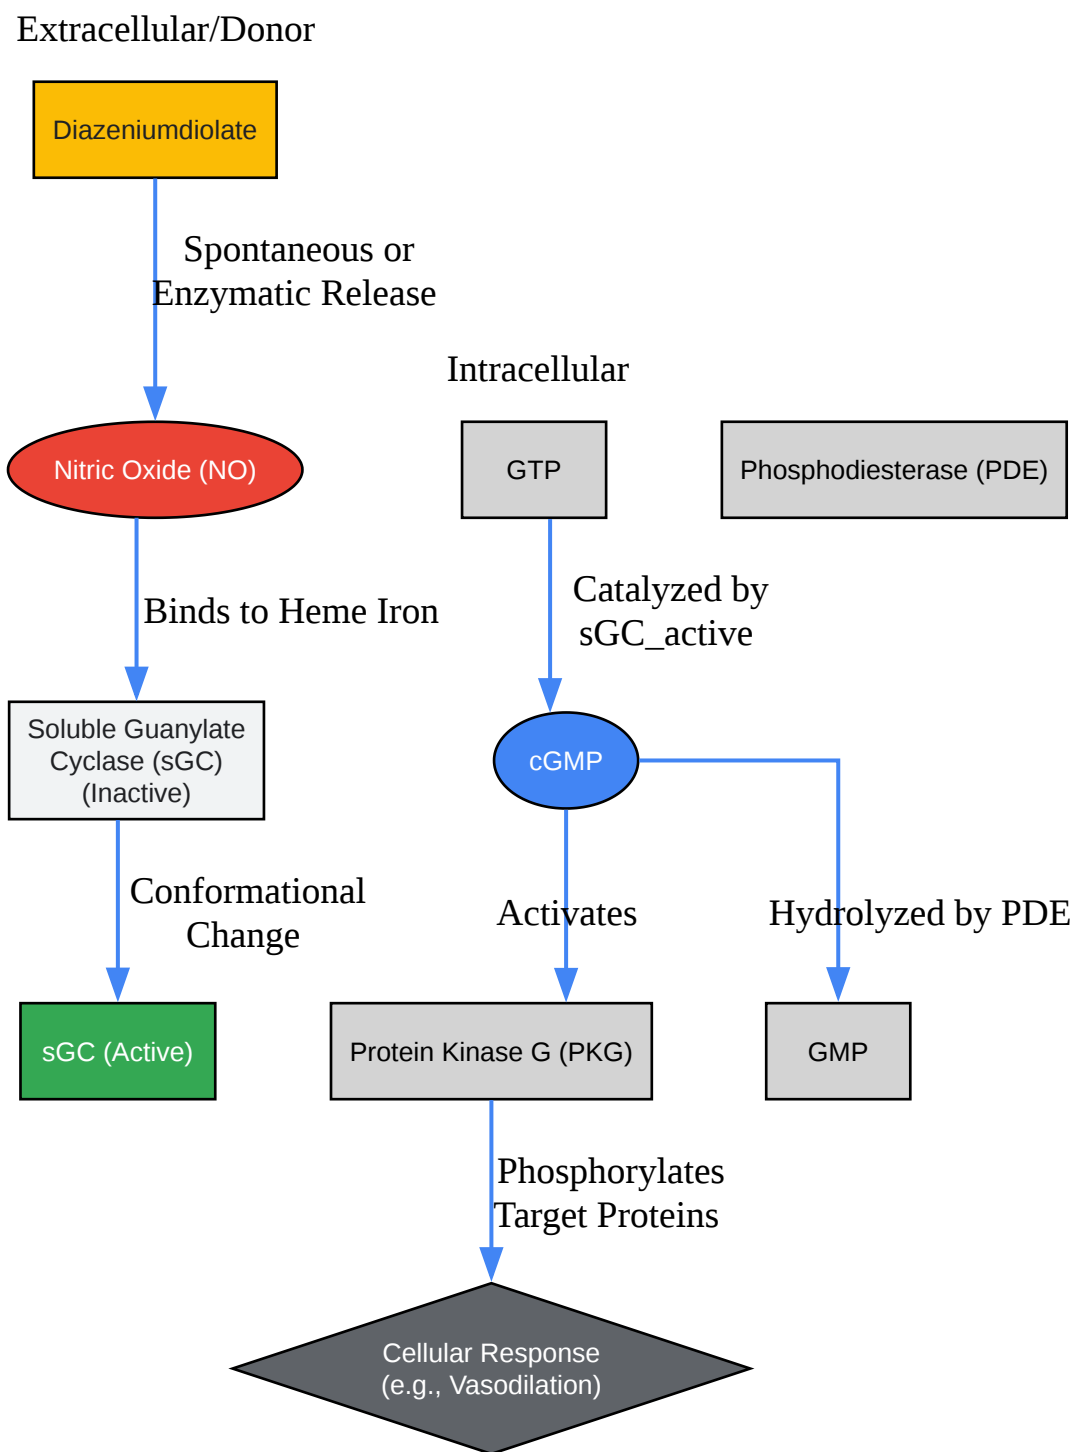 Extracellular/Donor
Diazeniumdiolate
Spontaneous or
Enzymatic Release
Intracellular
Nitric Oxide (NO)
GTP
Phosphodiesterase (PDE)
Binds to Heme Iron
Catalyzed by
sGC_active
Soluble Guanylate
Cyclase (sGC)
(Inactive)
cGMP
Conformational
Change
Activates
Hydrolyzed by PDE
sGC (Active)
Protein Kinase G (PKG)
GMP
Phosphorylates
Target Proteins
Cellular Response
(e.g., Vasodilation)